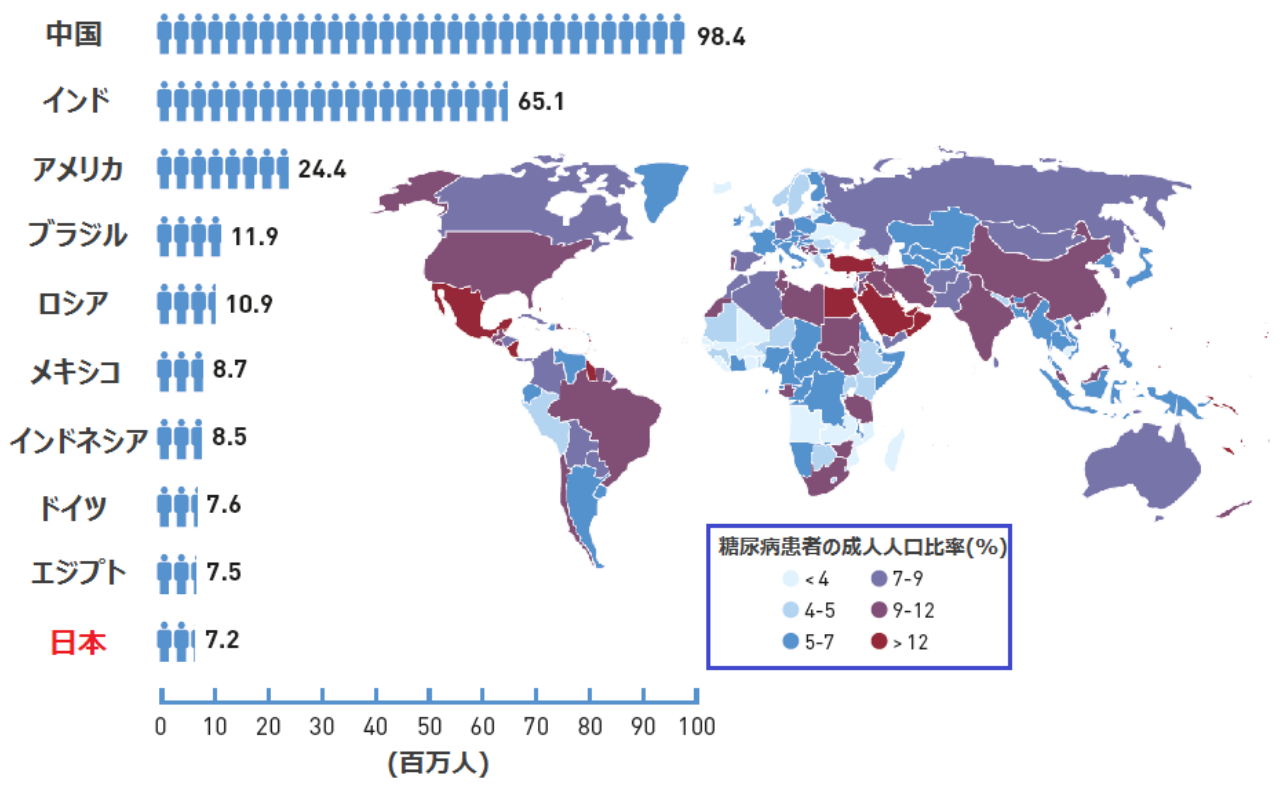 中国 98.4
インド 65.1
アメリカ 24.4
ブラジル 11.9
ロシア 10.9
メキシコ 8.7
インドネシア 8.5
ドイツ 7.6
エジプト 7.5
日本 7.2
0 10 20 30 40 50 60 70 80 90 100
(百万人)
糖尿病患者の成人人口比率(%)
<4 7-9
4-5 9-12
5-7 >12